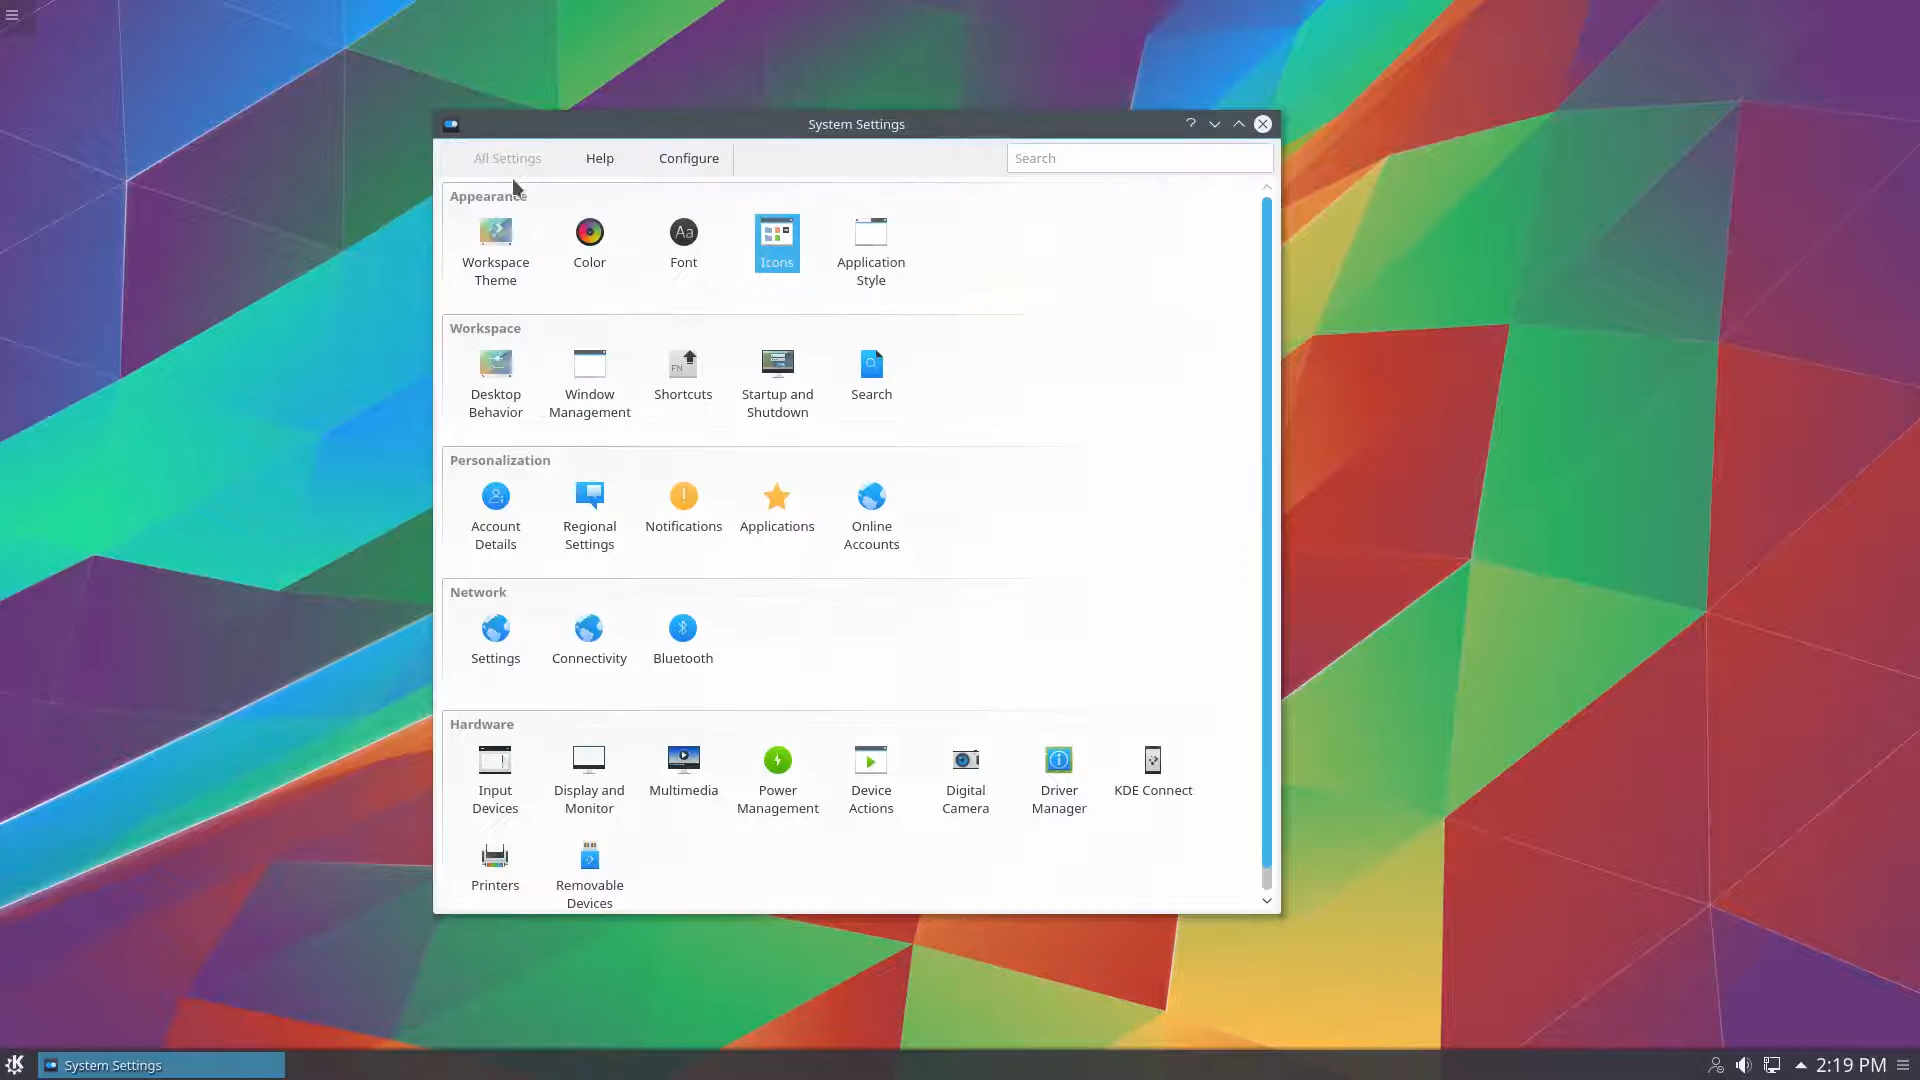 System Settings
All Settings
Help
Configure
Search
Appearance
Workspace
Theme
Color
Aa
Font
Icons
Application
Style
Workspace
Desktop
Behavior
Window
Management
FN
Shortcuts
Startup and
Shutdown
Search
Personalization
Account
Details
Regional
Settings
Notifications
Applications
Online
Accounts
Network
Settings
Connectivity
Bluetooth
Hardware
Input
Devices
Display and
Monitor
Multimedia
Power
Management
Device
Actions
Digital
Camera
Driver
Manager
KDE Connect
Printers
Removable
Devices
System Settings
2:19 PM